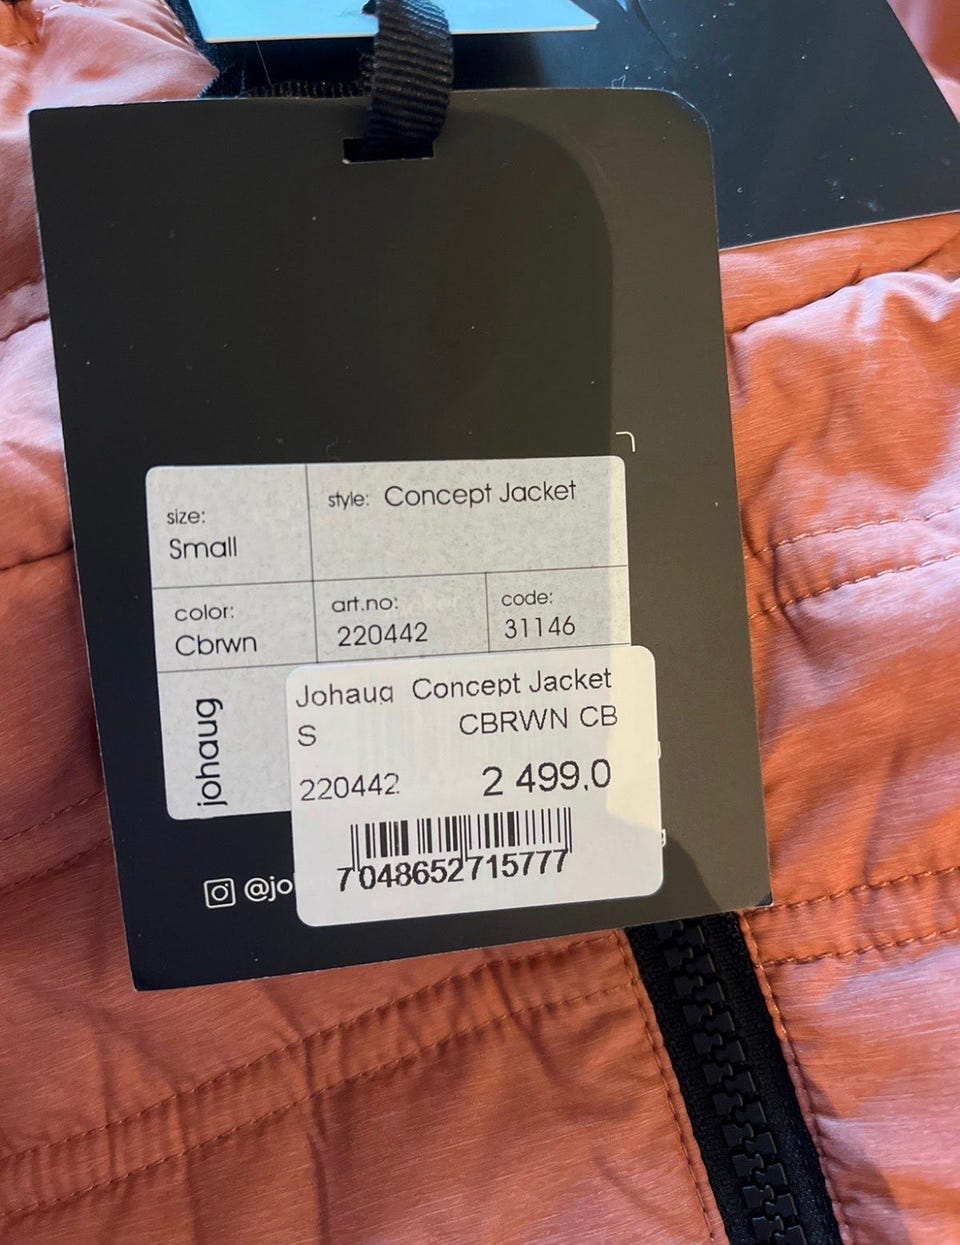 size:
Small
style: Concept Jacket
color:
Cbrwn
art.no:
220442
code:
31146
johaug
Johaug Concept Jacket
S CBRWN CB
220442 2 499,0
7048652715777
@jo